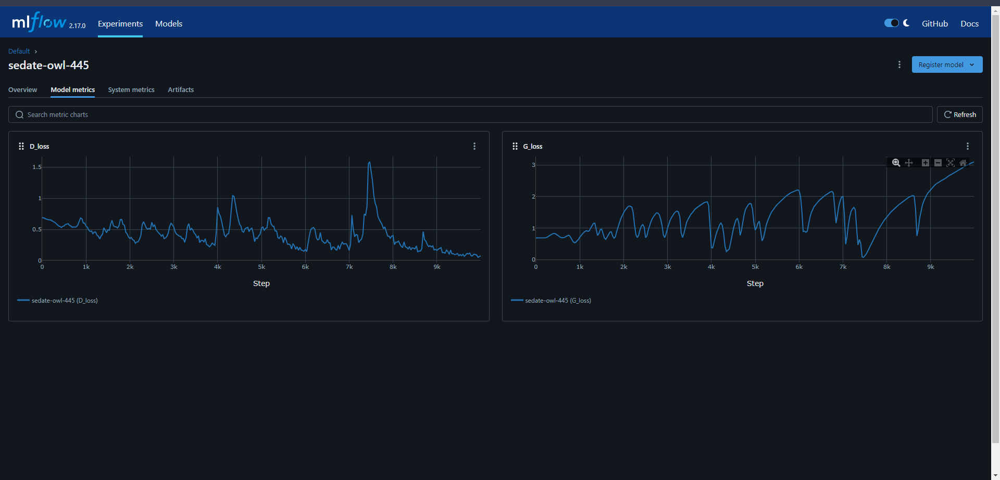 mlflow 2.17.0 Experiments Models GitHub Docs
Default
sedate-owl-445
Register model
Overview Model metrics System metrics Artifacts
Search metric charts
Refresh
D_loss
1.5
1
0.5
0
0 1k 2k 3k 4k 5k 6k 7k 8k 9k
Step
sedate-owl-445 (D_loss)
G_loss
3
2
1
0
0 1k 2k 3k 4k 5k 6k 7k 8k 9k
Step
sedate-owl-445 (G_loss)